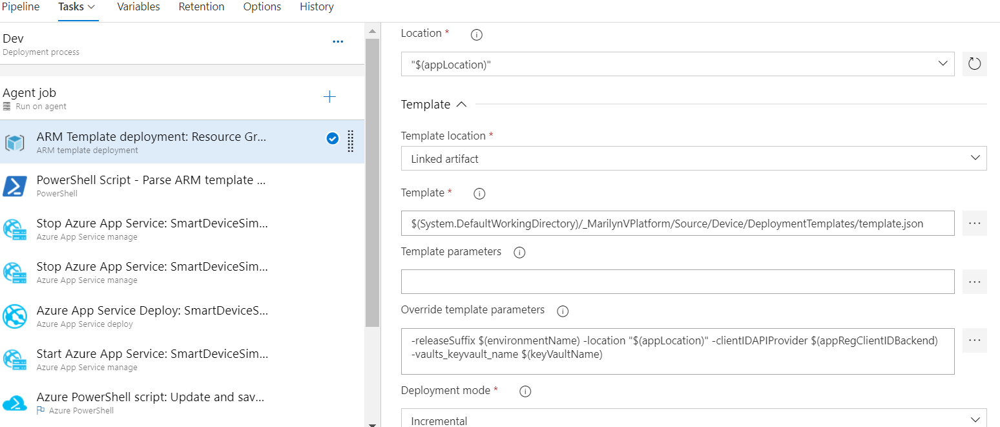 Pipeline Tasks Variables Retention Options History
Dev
Deployment process
Agent job
Run on agent
ARM Template deployment: Resource Gr...
ARM template deployment
PowerShell Script - Parse ARM template ...
PowerShell
Stop Azure App Service: SmartDeviceSim...
Azure App Service manage
Stop Azure App Service: SmartDeviceSim...
Azure App Service manage
Azure App Service Deploy: SmartDeviceS...
Azure App Service deploy
Start Azure App Service: SmartDeviceSim...
Azure App Service manage
Azure PowerShell script: Update and sav...
Azure PowerShell
Location *
"$(appLocation)"
Template
Template location *
Linked artifact
Template *
$(System.DefaultWorkingDirectory)/_MarilynVPlatform/Source/Device/DeploymentTemplates/template.json
Template parameters
Override template parameters
-releaseSuffix $(environmentName) -location "$(appLocation)" -clientIDAPIProvider $(appRegClientIDBackend)
-vaults_keyvault_name $(keyVaultName)
Deployment mode *
Incremental